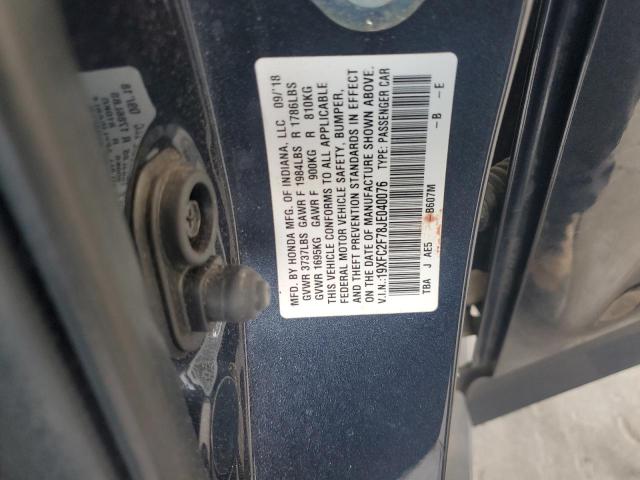 MFD. BY HONDA MFG. OF INDIANA, LLC 09/'18
GVWR 3737LBS GAWR F 1984LBS R 1786LBS
GVWR 1695KG GAWR F 900KG R 810KG
THIS VEHICLE CONFORMS TO ALL APPLICABLE
FEDERAL MOTOR VEHICLE SAFETY, BUMPER,
AND THEFT PREVENTION STANDARDS IN EFFECT
ON THE DATE OF MANUFACTURE SHOWN ABOVE.
V.I.N.:19XFC2F78JE040076 TYPE: PASSENGER CAR
B607M - B - E
TBA J AE5